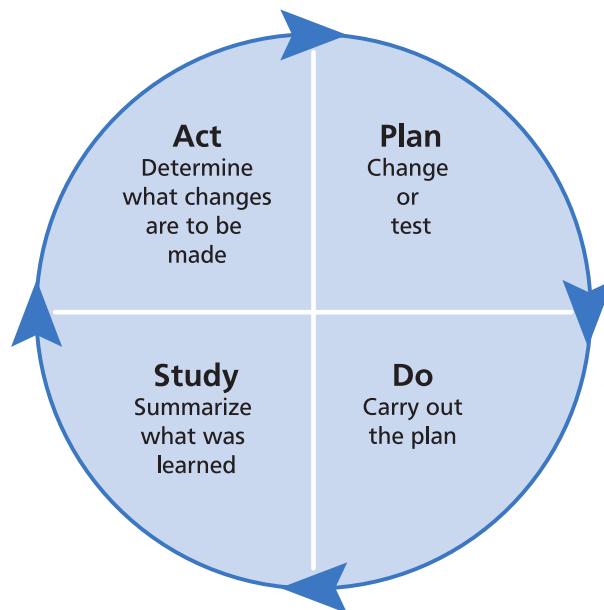 Act
Determine
what changes
are to be
made
Plan
Change
or
test
Study
Summarize
what was
learned
Do
Carry out
the plan